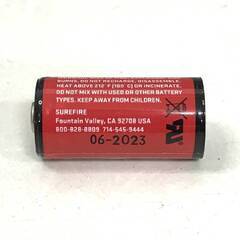 BURNS. DO NOT RECHARGE, DISASSEMBLE,
HEAT ABOVE 212°F (100°C) OR INCINERATE.
DO NOT MIX WITH USED OR OTHER BATTERY
TYPES. KEEP AWAY FROM CHILDREN.
SUREFIRE
Fountain Valley, CA 92708 USA
800-828-8809 714-545-9444
06-2023